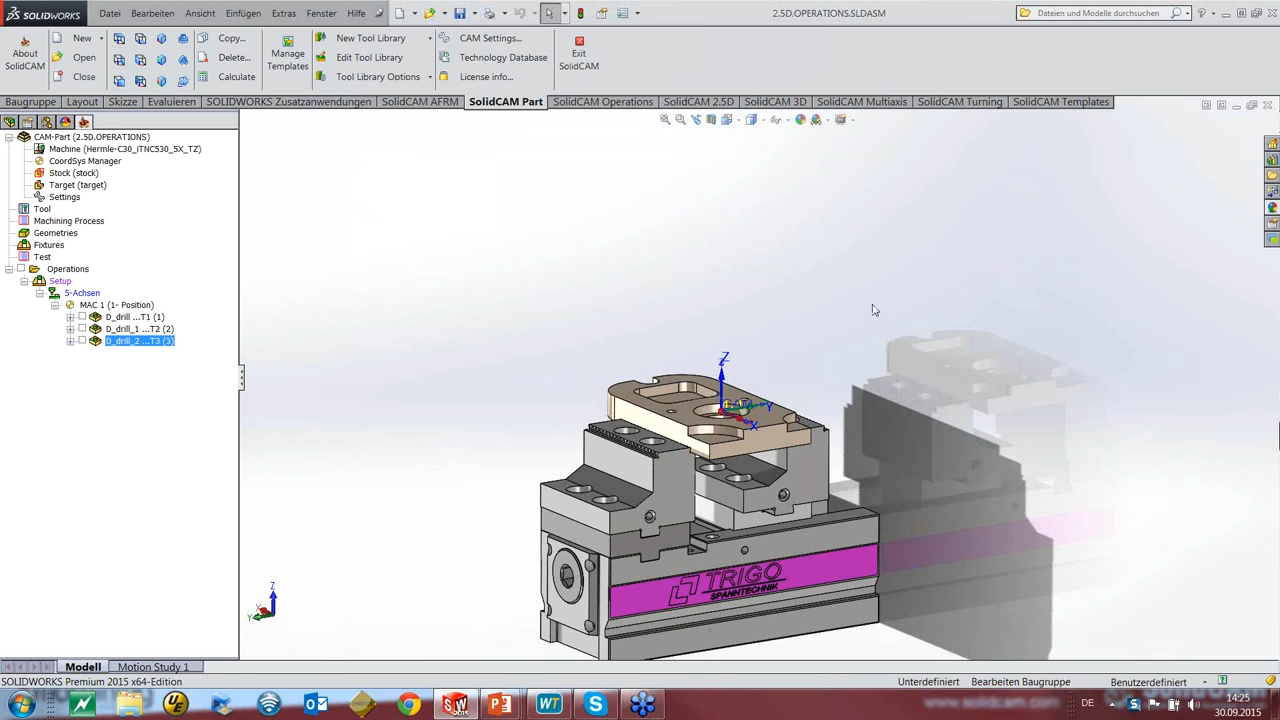 SOLIDWORKS Datei Bearbeiten Ansicht Einfügen Extras Fenster Hilfe 2.5D.OPERATIONS.SLDASM Dateien und Modelle durchsuchen
About SolidCAM
New
Open
Close
Copy...
Delete...
Calculate
Manage Templates
New Tool Library
Edit Tool Library
Tool Library Options
CAM Settings...
Technology Database
License info...
Exit SolidCAM
Baugruppe Layout Skizze Evaluieren SOLIDWORKS Zusatzanwendungen SolidCAM AFRM SolidCAM Part SolidCAM Operations SolidCAM 2.5D SolidCAM 3D SolidCAM Multiaxis SolidCAM Turning SolidCAM Templates
CAM-Part (2.5D.OPERATIONS)
Machine (Hermle-C30_iTNC530_5X_TZ)
CoordSys Manager
Stock (stock)
Target (target)
Settings
Tool
Machining Process
Geometries
Fixtures
Test
Operations
Setup
5-Achsen
MAC 1 (1- Position)
D_drill ...T1 (1)
D_drill_1 ...T2 (2)
D_drill_2 ...T3 (3)
Z
Y
X
TRIGO
SPANNTECHNIK
Z
X
Y
Modell Motion Study 1
SOLIDWORKS Premium 2015 x64-Edition Unterdefiniert Bearbeiten Baugruppe Benutzerdefiniert
DE 14:25
30.09.2015
www.solidcam.com